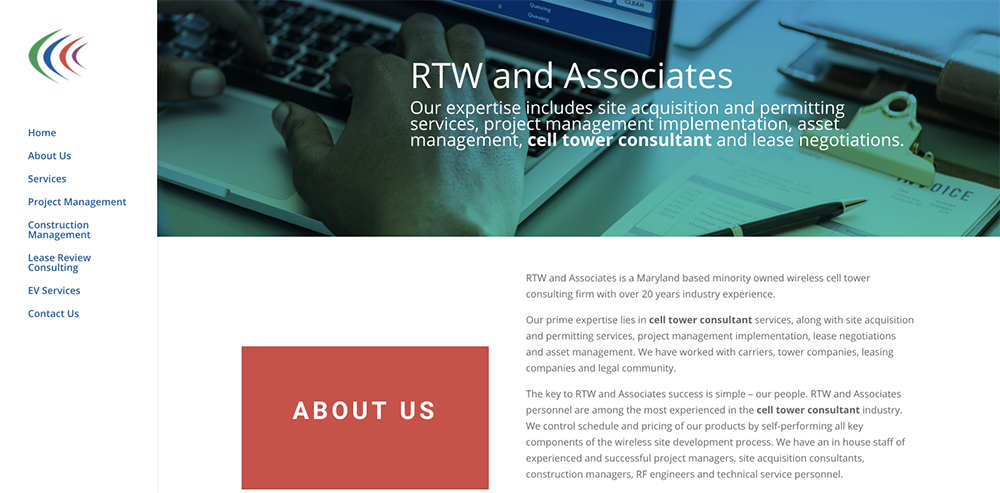 Queuing
0
Queuing
CLEAR
RTW and Associates
Our expertise includes site acquisition and permitting
services, project management implementation, asset
management, cell tower consultant and lease negotiations.
INVOICE
Home
About Us
Services
Project Management
Construction
Management
Lease Review
Consulting
EV Services
Contact Us
RTW and Associates is a Maryland based minority owned wireless cell tower
consulting firm with over 20 years industry experience.
Our prime expertise lies in cell tower consultant services, along with site acquisition
and permitting services, project management implementation, lease negotiations
and asset management. We have worked with carriers, tower companies, leasing
companies and legal community.
The key to RTW and Associates success is simple – our people. RTW and Associates
personnel are among the most experienced in the cell tower consultant industry.
We control schedule and pricing of our products by self-performing all key
components of the wireless site development process. We have an in house staff of
experienced and successful project managers, site acquisition consultants,
construction managers, RF engineers and technical service personnel.
ABOUT US